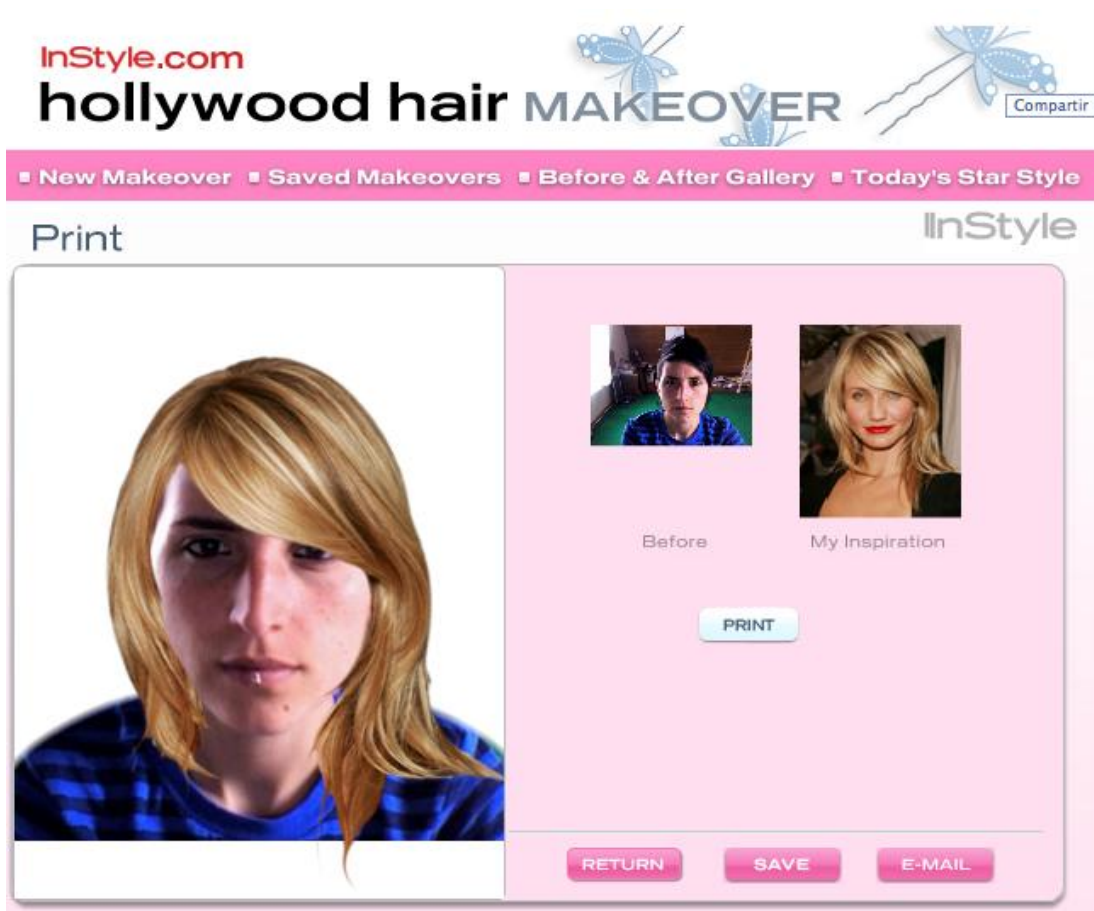 InStyle.com
hollywood hair MAKEOVER
Compartir
New Makeover Saved Makeovers Before & After Gallery Today's Star Style
Print
InStyle
Before
My Inspiration
PRINT
RETURN SAVE E-MAIL